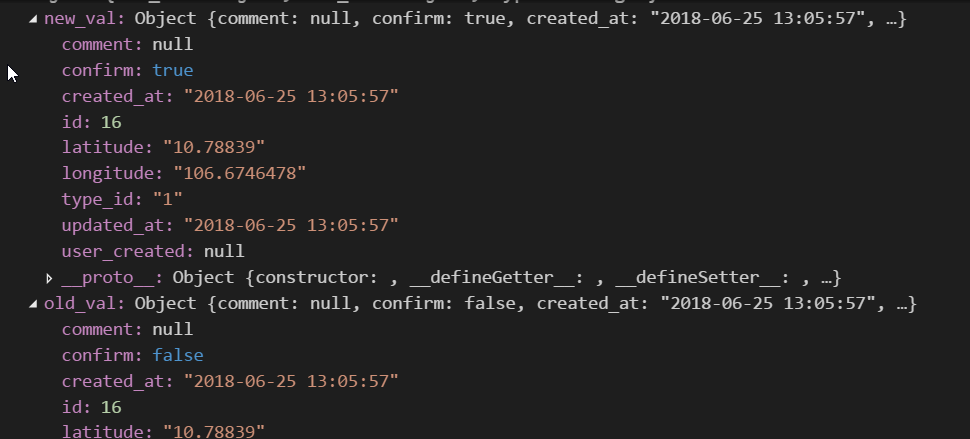 new_val: Object {comment: null, confirm: true, created_at: "2018-06-25 13:05:57", …}
comment: null
confirm: true
created_at: "2018-06-25 13:05:57"
id: 16
latitude: "10.78839"
longitude: "106.6746478"
type_id: "1"
updated_at: "2018-06-25 13:05:57"
user_created: null
__proto__: Object {constructor: , __defineGetter__: , __defineSetter__: , …}
old_val: Object {comment: null, confirm: false, created_at: "2018-06-25 13:05:57", …}
comment: null
confirm: false
created_at: "2018-06-25 13:05:57"
id: 16
latitude: "10.78839"